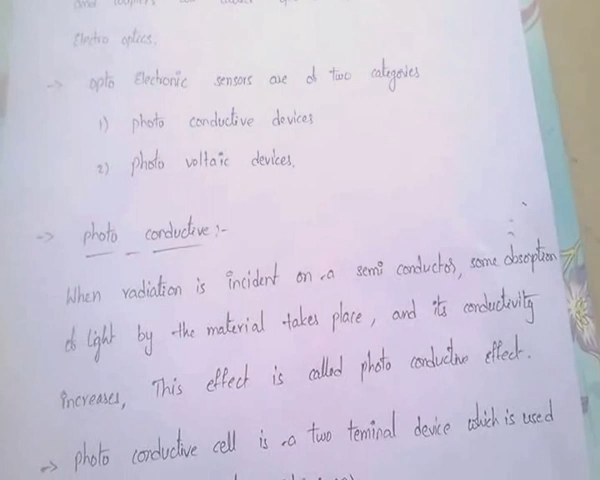 Electro optics.
→ opto Electronic sensors are of two categories
1) photo conductive devices
2) photo voltaic devices.
→ photo conductive :-
When radiation is incident on a semi conductor, some obsorption
of light by the material takes place, and its conductivity
increases, This effect is called photo conductive effect.
→ photo conductive cell is a two teminal device which is used